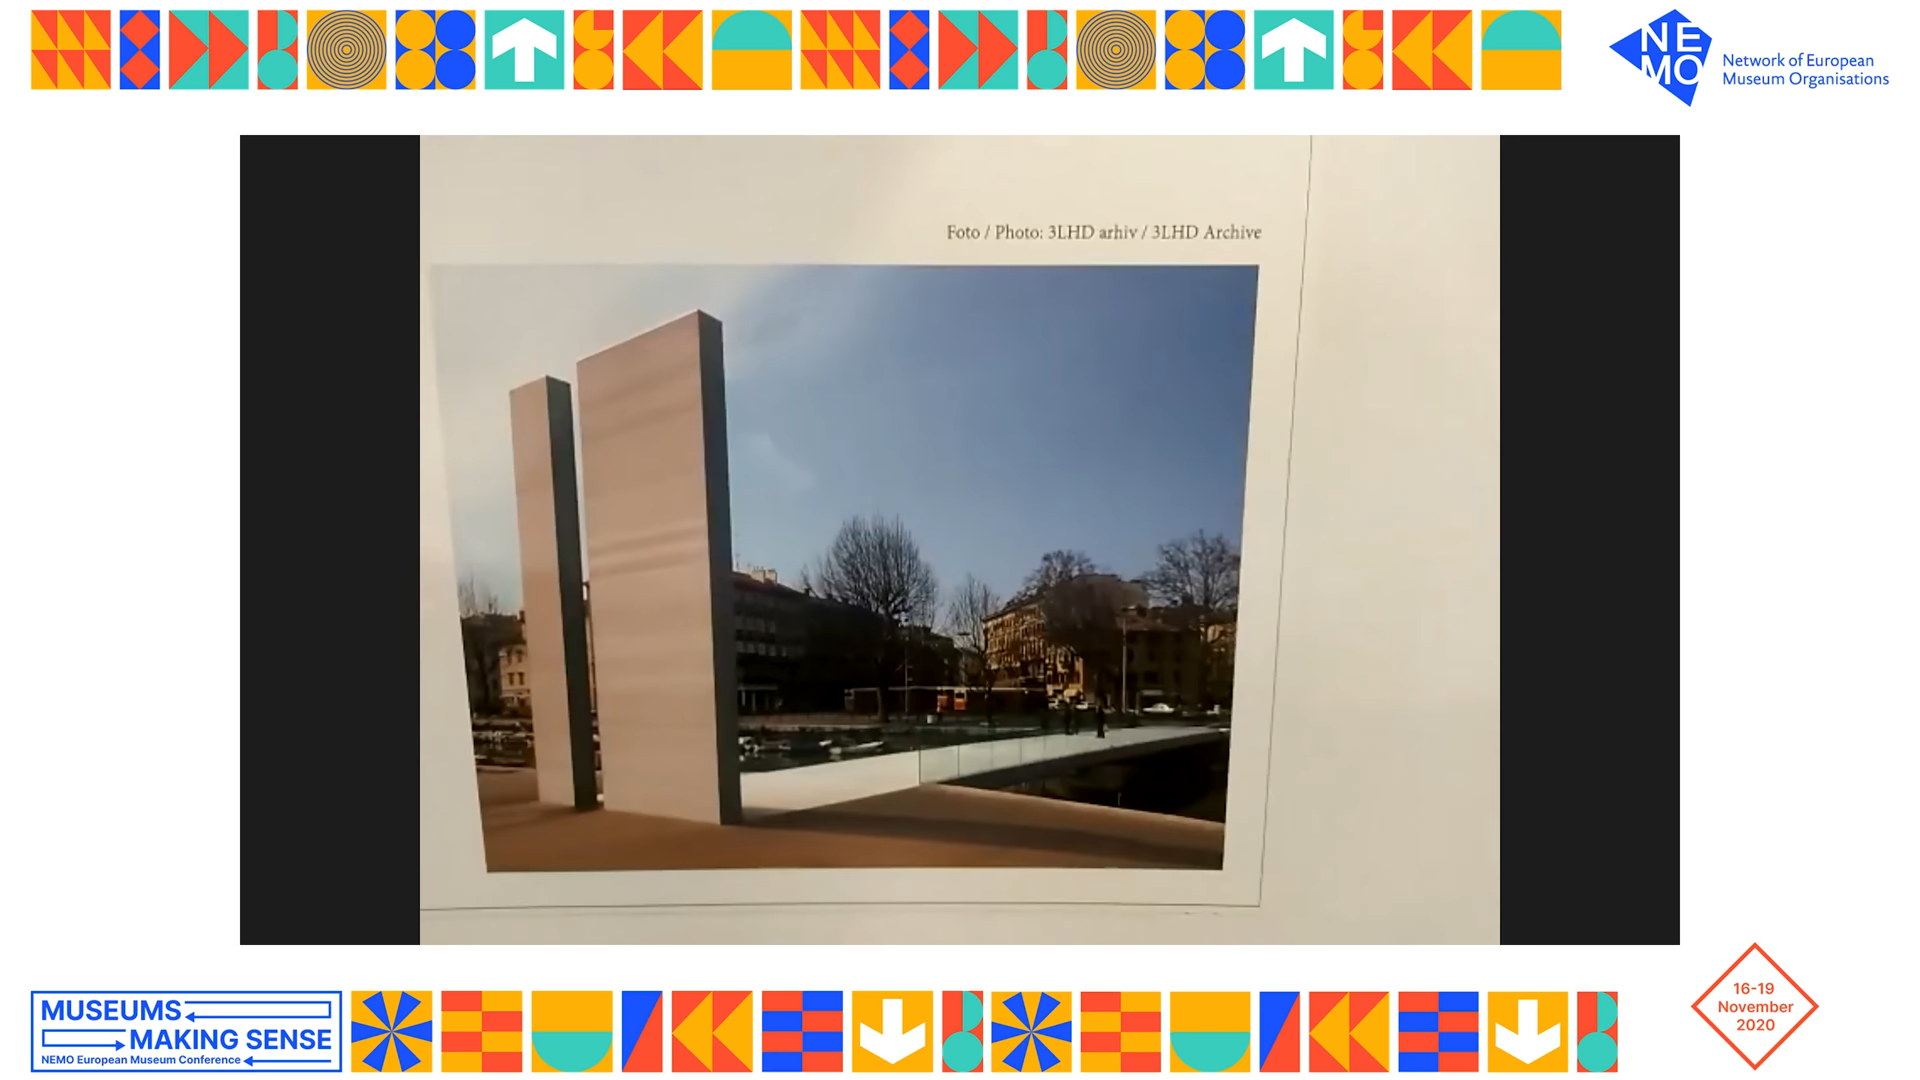 NE
MO
Network of European
Museum Organisations
Foto / Photo: 3LHD arhiv / 3LHD Archive
MUSEUMS
MAKING SENSE
NEMO European Museum Conference
16-19
November
2020